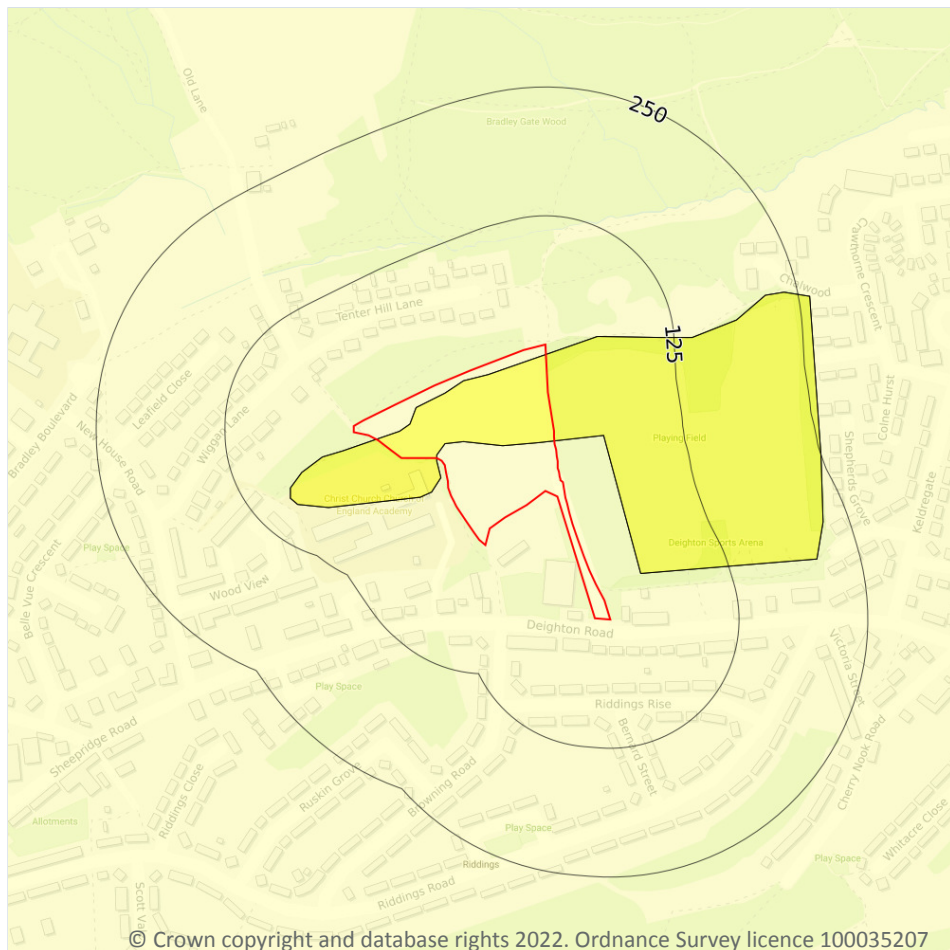 250
Old Lane
Bradley Gate Wood
Crawthorne Crescent
Chalwood
Tenter Hill Lane
125
Leafield Close
Wiggan Lane
Bradley Boulevard
New House Road
Colne Hurst
Playing Field
Shepherds Grove
Keldregate
Christ Church Church of
England Academy
Play Space
Deighton Sports Arena
Belle Vue Crescent
Wood View
Deighton Road
Victoria Street
Play Space
Riddings Rise
Bernard Street
Sheepridge Road
Cherry Nook Road
Ruskin Grove
Browning Road
Riddings Close
Whitacre Close
Allotments
Play Space
Play Space
Riddings
Riddings Road
© Crown copyright and database rights 2022. Ordnance Survey licence 100035207